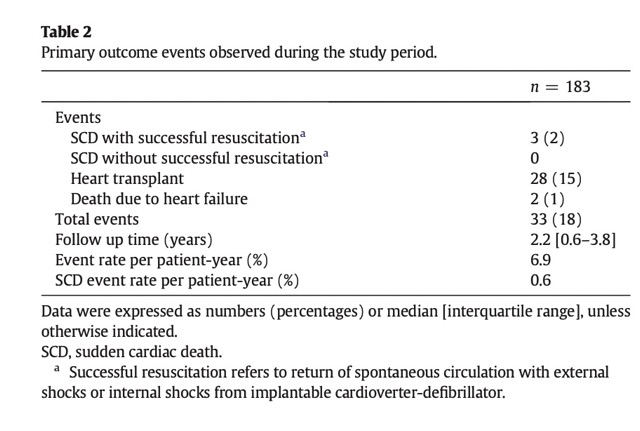 Table 2
Primary outcome events observed during the study period.
n = 183
Events
SCD with successful resuscitationᵃ 3 (2)
SCD without successful resuscitationᵃ 0
Heart transplant 28 (15)
Death due to heart failure 2 (1)
Total events 33 (18)
Follow up time (years) 2.2 [0.6–3.8]
Event rate per patient-year (%) 6.9
SCD event rate per patient-year (%) 0.6
Data were expressed as numbers (percentages) or median [interquartile range], unless
otherwise indicated.
SCD, sudden cardiac death.
ᵃ Successful resuscitation refers to return of spontaneous circulation with external
shocks or internal shocks from implantable cardioverter-defibrillator.